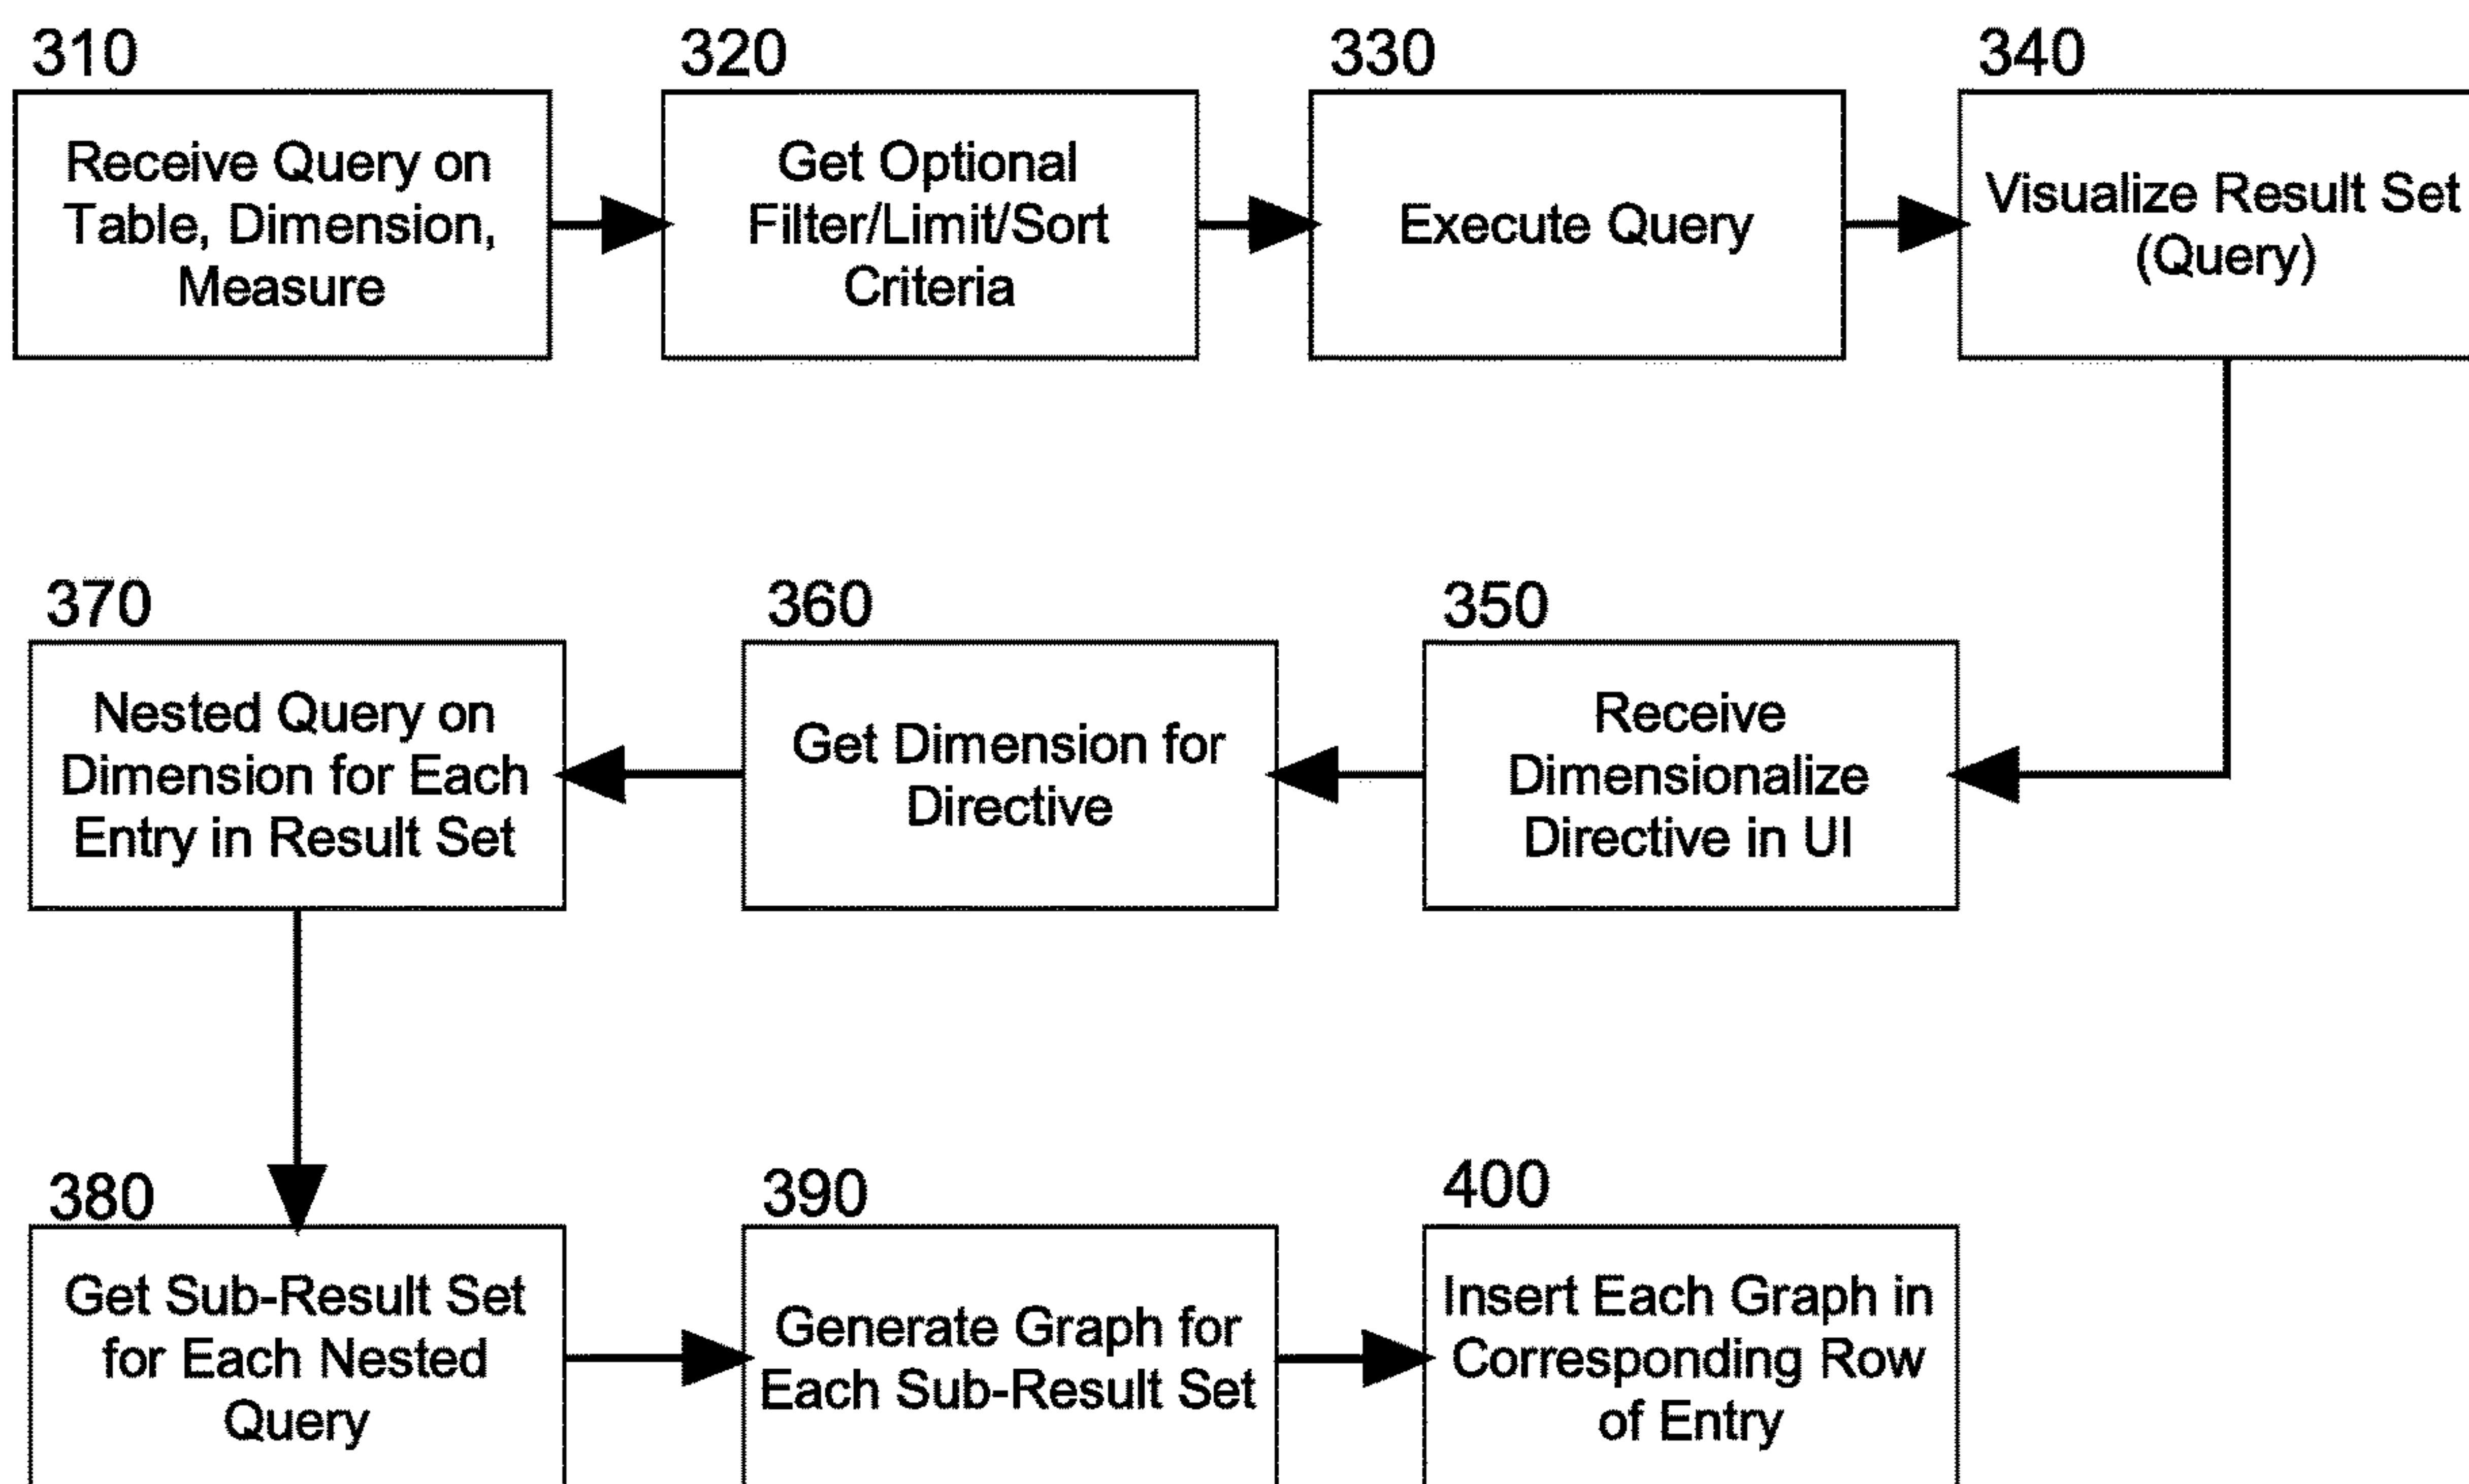 310
Receive Query on
Table, Dimension,
Measure
320
Get Optional
Filter/Limit/Sort
Criteria
330
Execute Query
340
Visualize Result Set
(Query)
350
Receive
Dimensionalize
Directive in UI
360
Get Dimension for
Directive
370
Nested Query on
Dimension for Each
Entry in Result Set
380
Get Sub-Result Set
for Each Nested
Query
390
Generate Graph for
Each Sub-Result Set
400
Insert Each Graph in
Corresponding Row
of Entry